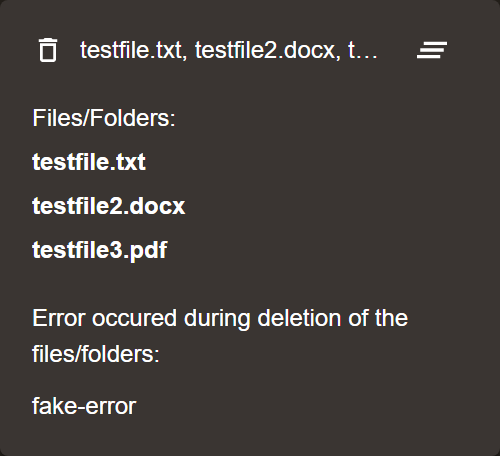 testfile.txt, testfile2.docx, t...
Files/Folders:
testfile.txt
testfile2.docx
testfile3.pdf
Error occured during deletion of the
files/folders:
fake-error